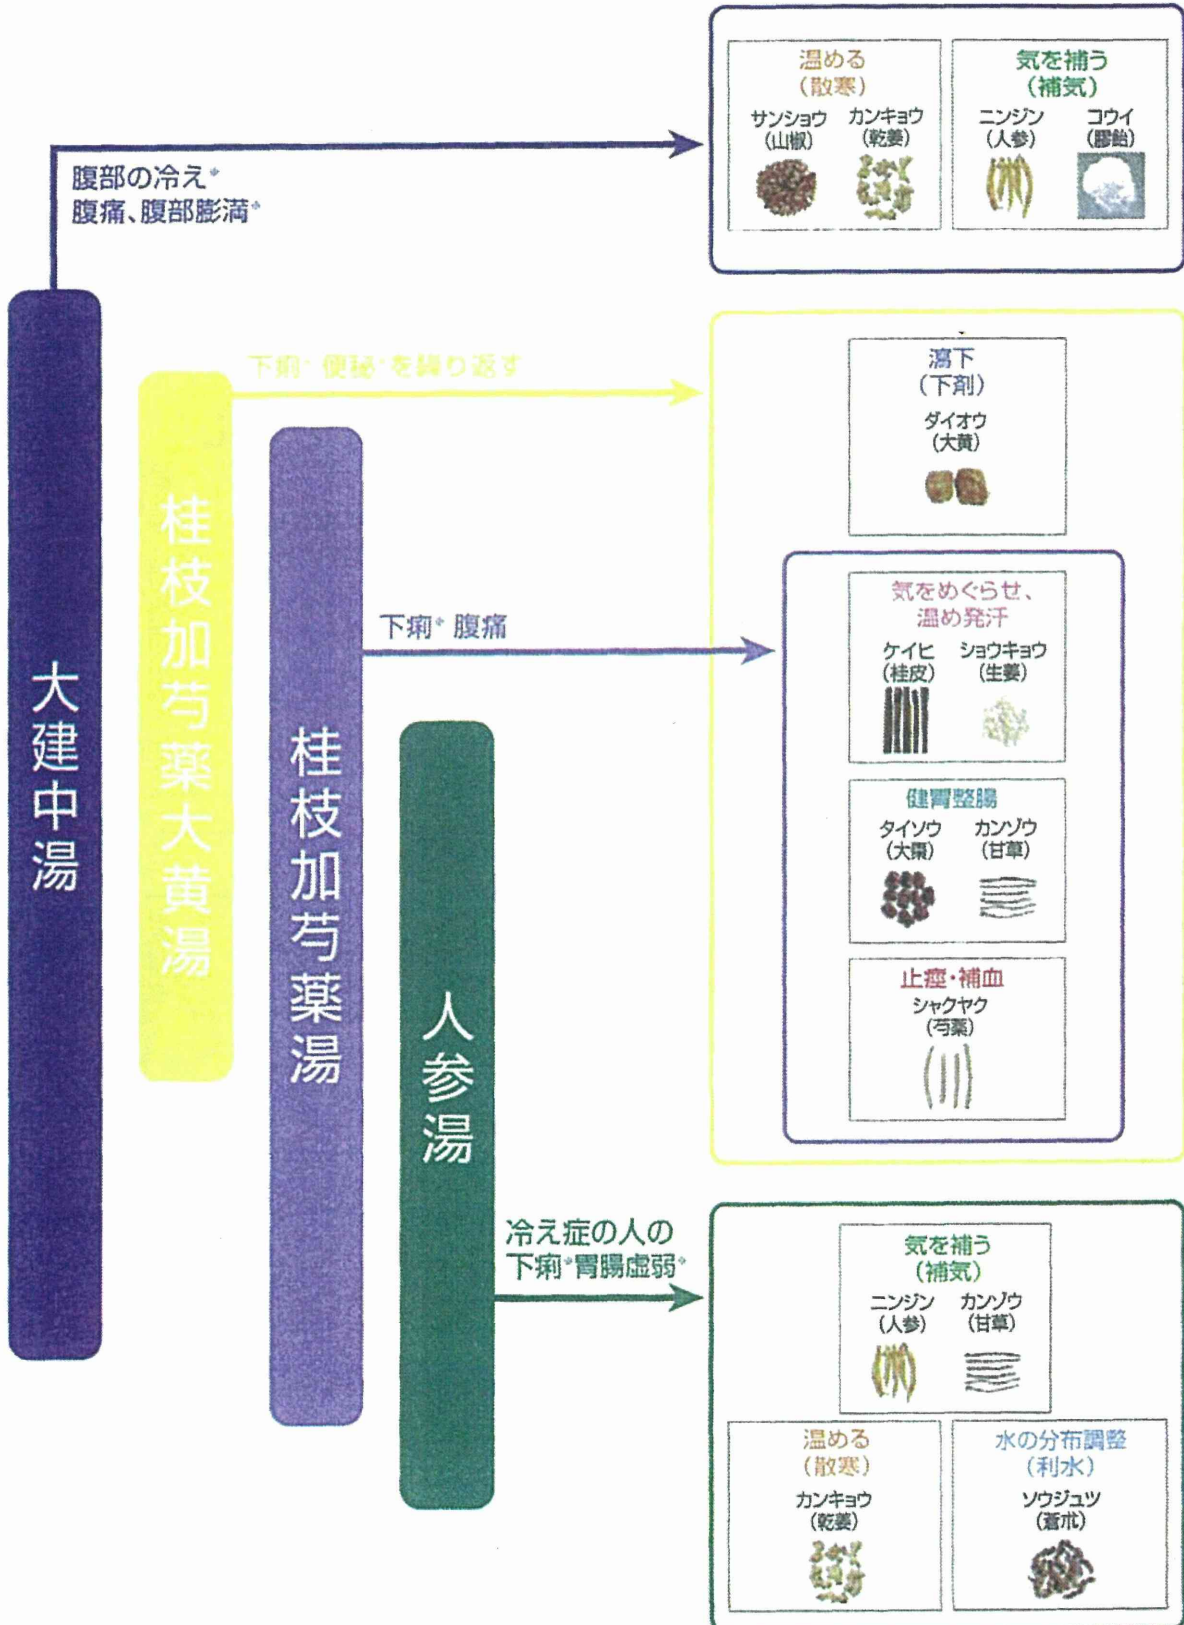 温める
(散寒)
サンショウ
(山椒)
カンキョウ
(乾姜)
気を補う
(補気)
ニンジン
(人参)
コウイ
(膠飴)
腹部の冷え*
腹痛、腹部膨満*
大建中湯
下痢*便秘*を繰り返す
桂枝加芍薬大黄湯
瀉下
(下剤)
ダイオウ
(大黄)
下痢* 腹痛
桂枝加芍薬湯
気をめぐらせ、
温め発汗
ケイヒ
(桂皮)
ショウキョウ
(生姜)
健胃整腸
タイソウ
(大棗)
カンゾウ
(甘草)
止痙・補血
シャクヤク
(芍薬)
人参湯
冷え症の人の
下痢*胃腸虚弱*
気を補う
(補気)
ニンジン
(人参)
カンゾウ
(甘草)
温める
(散寒)
カンキョウ
(乾姜)
水の分布調整
(利水)
ソウジュツ
(蒼朮)